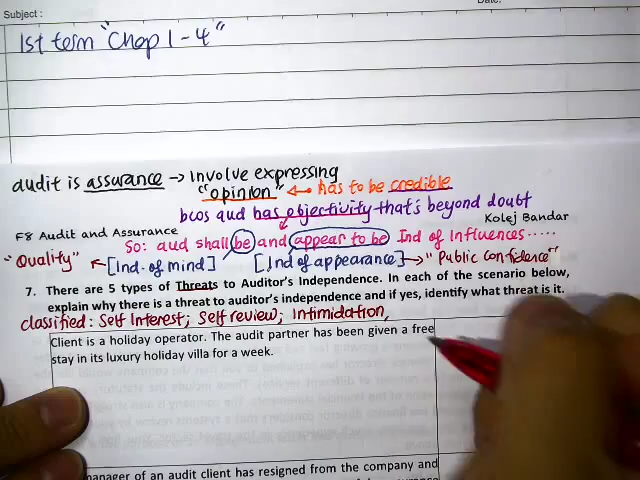 Subject :
Date:
1st term "Chap 1 - 4"
audit is assurance → Involve expressing
"opinion" ← has to be credible
bcos aud has objectivity that's beyond doubt
F8 Audit and Assurance
Kolej Bandar
So: aud shall be and appear to be Ind of Influences.....
"Quality" ← [Ind. of mind] [Ind of appearance] → "Public confidence"
7. There are 5 types of Threats to Auditor's Independence. In each of the scenario below,
explain why there is a threat to auditor's independence and if yes, identify what threat is it.
classified: Self Interest; Self review; Intimidation,
Client is a holiday operator. The audit partner has been given a free
stay in its luxury holiday villa for a week.
manager of an audit client has resigned from the company and